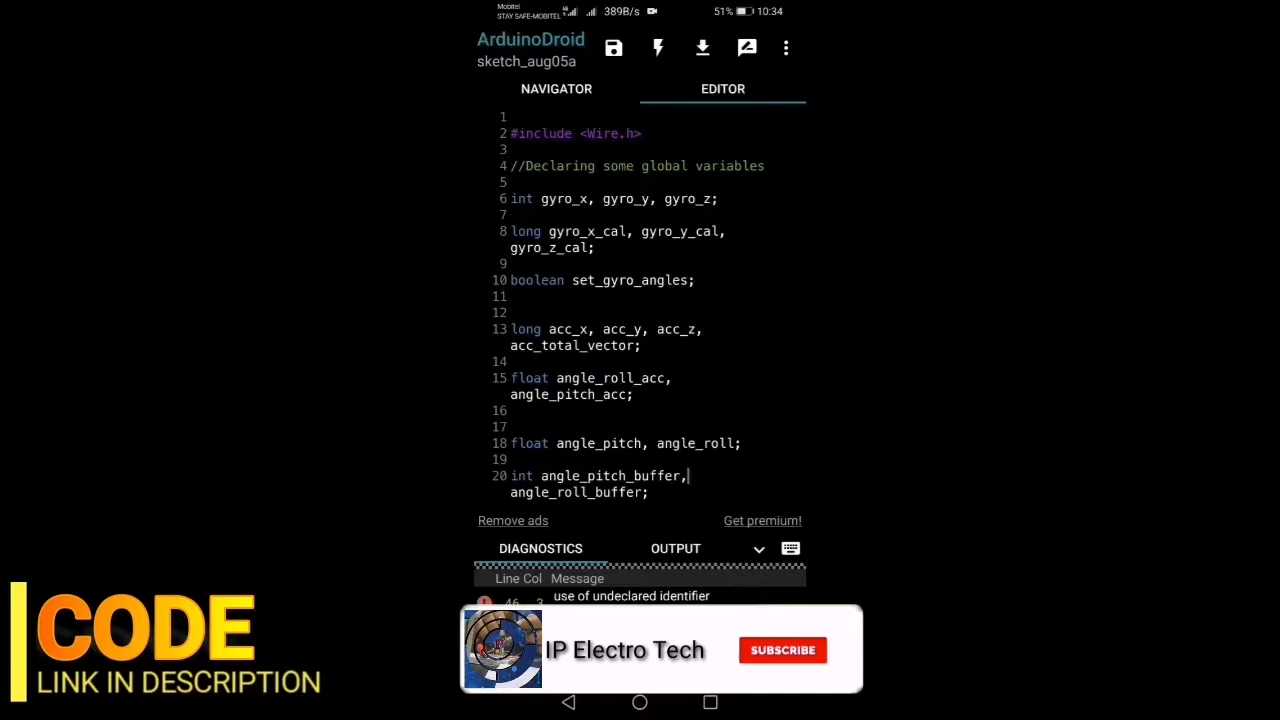 Mobitel
STAY SAFE-MOBITEL 389B/s 51% 10:34
ArduinoDroid
sketch_aug05a
NAVIGATOR EDITOR
1
2 #include <Wire.h>
3
4 //Declaring some global variables
5
6 int gyro_x, gyro_y, gyro_z;
7
8 long gyro_x_cal, gyro_y_cal,
gyro_z_cal;
9
10 boolean set_gyro_angles;
11
12
13 long acc_x, acc_y, acc_z,
acc_total_vector;
14
15 float angle_roll_acc,
angle_pitch_acc;
16
17
18 float angle_pitch, angle_roll;
19
20 int angle_pitch_buffer,
angle_roll_buffer;
Remove ads Get premium!
DIAGNOSTICS OUTPUT
Line Col Message
46 3 use of undeclared identifier
IP Electro Tech SUBSCRIBE
CODE
LINK IN DESCRIPTION